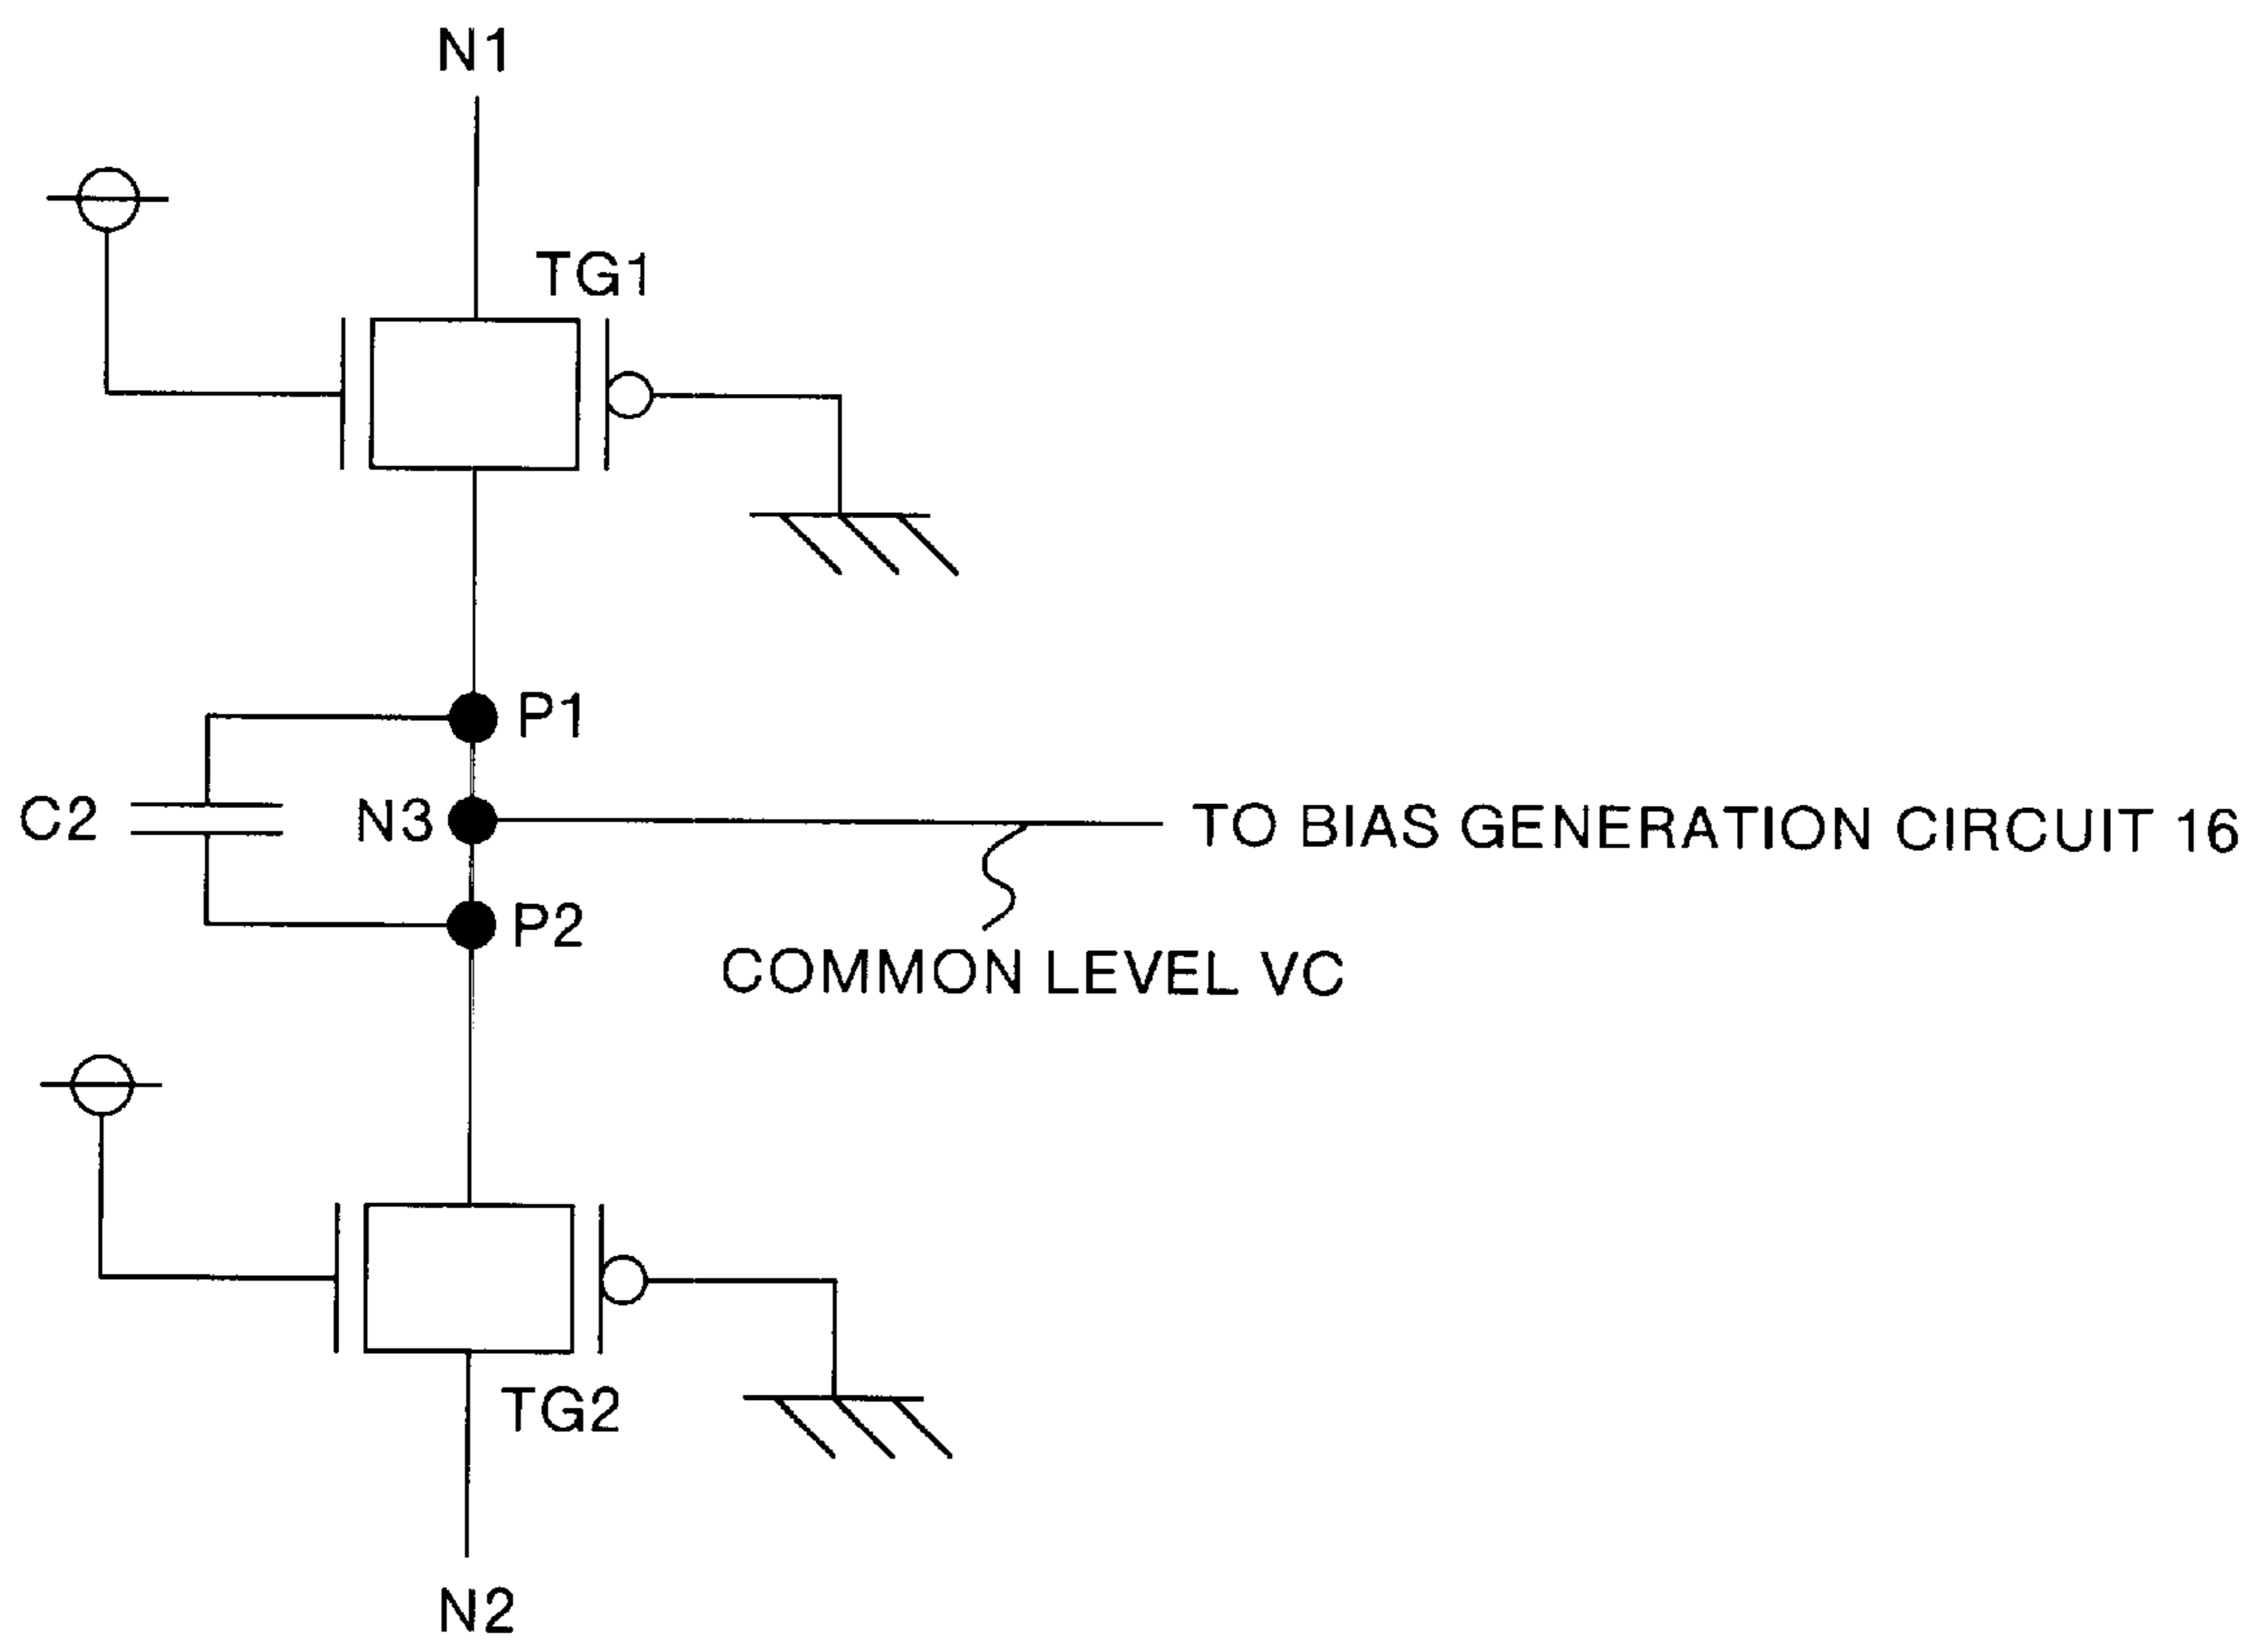 N1
TG1
P1
C2
N3
TO BIAS GENERATION CIRCUIT 16
P2
COMMON LEVEL VC
TG2
N2